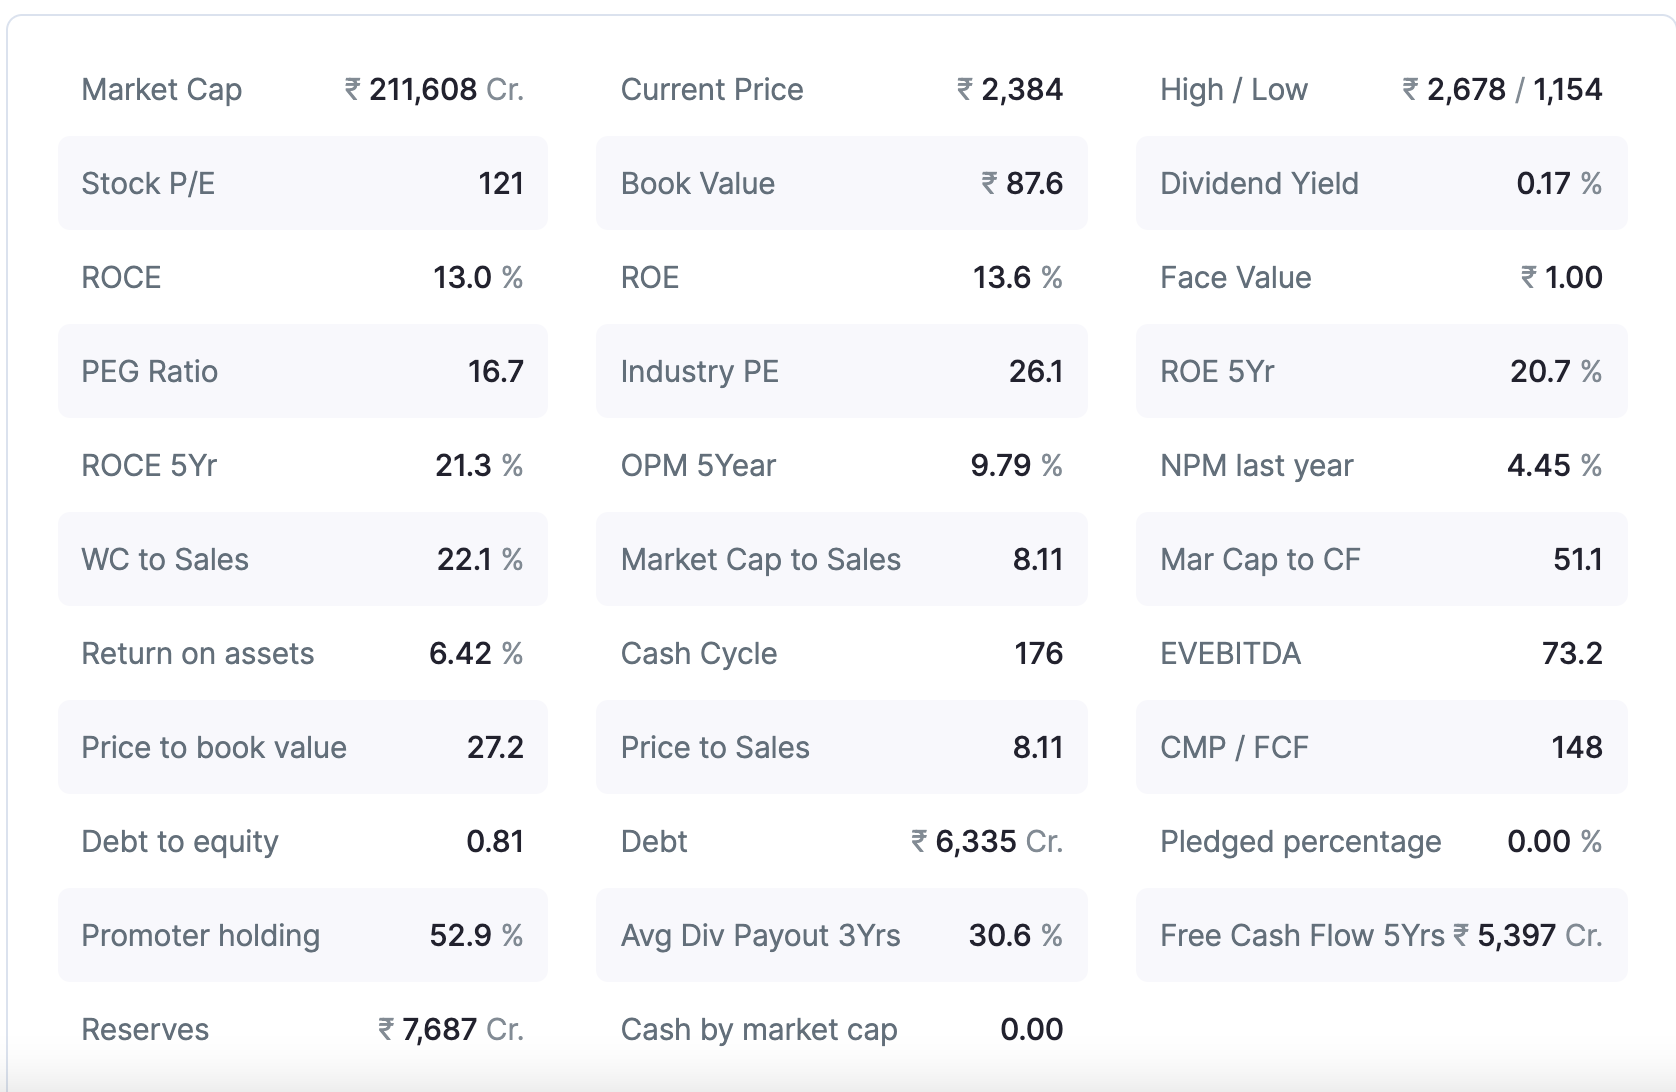 Market Cap ₹ 211,608 Cr. Current Price ₹ 2,384 High / Low ₹ 2,678 / 1,154
Stock P/E 121 Book Value ₹ 87.6 Dividend Yield 0.17 %
ROCE 13.0 % ROE 13.6 % Face Value ₹ 1.00
PEG Ratio 16.7 Industry PE 26.1 ROE 5Yr 20.7 %
ROCE 5Yr 21.3 % OPM 5Year 9.79 % NPM last year 4.45 %
WC to Sales 22.1 % Market Cap to Sales 8.11 Mar Cap to CF 51.1
Return on assets 6.42 % Cash Cycle 176 EVEBITDA 73.2
Price to book value 27.2 Price to Sales 8.11 CMP / FCF 148
Debt to equity 0.81 Debt ₹ 6,335 Cr. Pledged percentage 0.00 %
Promoter holding 52.9 % Avg Div Payout 3Yrs 30.6 % Free Cash Flow 5Yrs ₹ 5,397 Cr.
Reserves ₹ 7,687 Cr. Cash by market cap 0.00